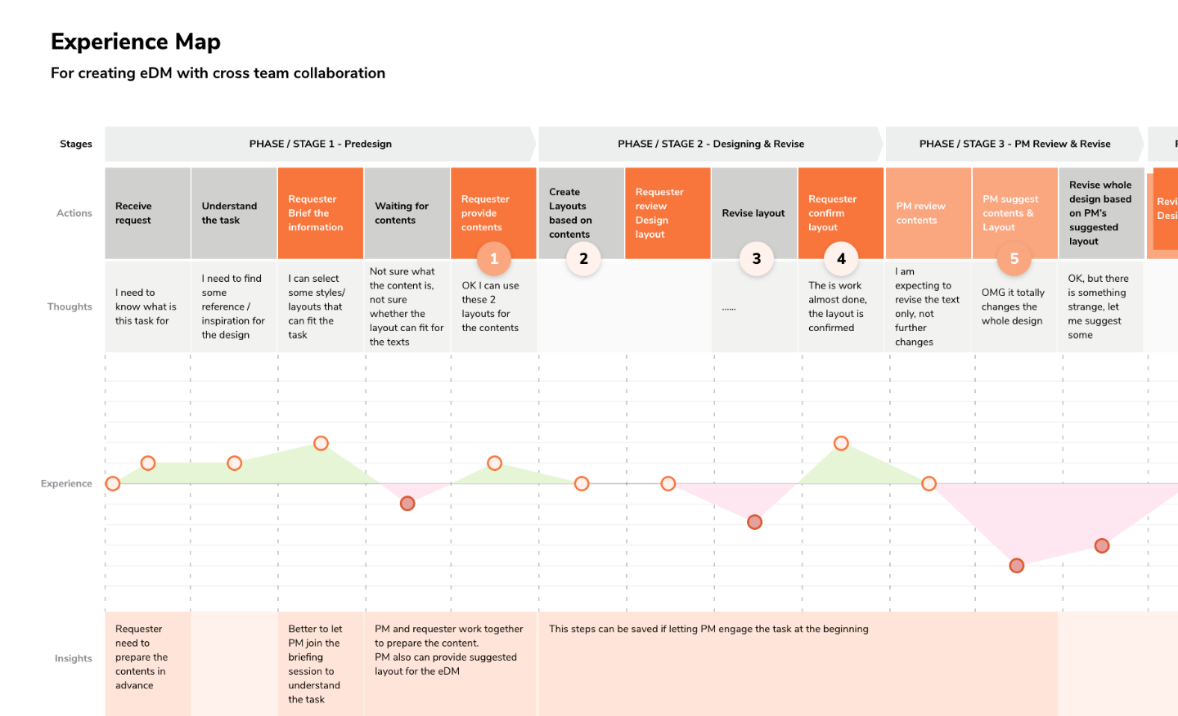 Experience Map
For creating eDM with cross team collaboration
Stages
PHASE / STAGE 1 - Predesign
PHASE / STAGE 2 - Designing & Revise
PHASE / STAGE 3 - PM Review & Revise
Actions
Receive
request
Understand
the task
Requester
Brief the
information
Waiting for
contents
Requester
provide
contents
1
Create
Layouts
based on
contents
2
Requester
review
Design
layout
Revise layout
3
Requester
confirm
layout
4
PM review
contents
PM suggest
contents &
Layout
5
Revise whole
design based
on PM's
suggested
layout
Thoughts
I need to
know what is
this task for
I need to find
some
reference /
inspiration for
the design
I can select
some styles/
layouts that
can fit the
task
Not sure what
the content is,
not sure
whether the
layout can fit for
the texts
OK I can use
these 2
layouts for
the contents
......
The is work
almost done,
the layout is
confirmed
I am
expecting to
revise the text
only, not
further
changes
OMG it totally
changes the
whole design
OK, but there
is something
strange, let
me suggest
some
Experience
Insights
Requester
need to
prepare the
contents in
advance
Better to let
PM join the
briefing
session to
understand
the task
PM and requester work together
to prepare the content.
PM also can provide suggested
layout for the eDM
This steps can be saved if letting PM engage the task at the beginning